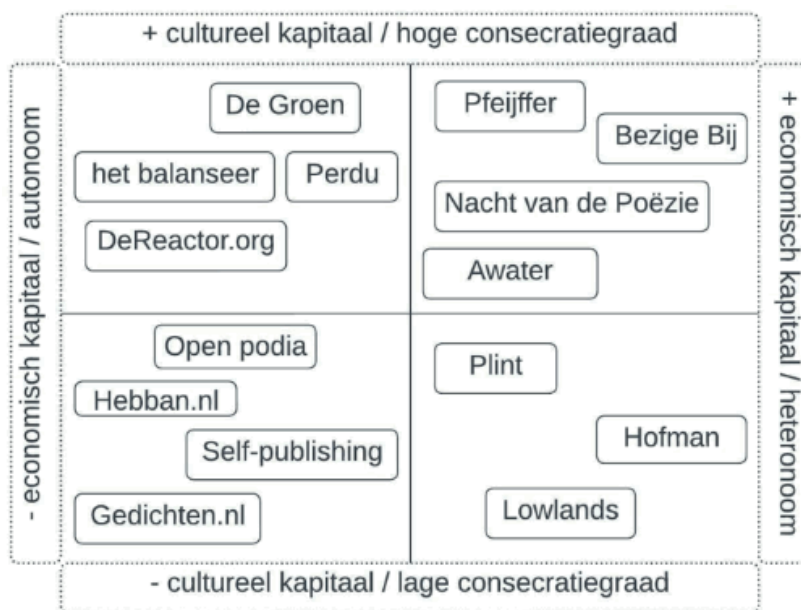 + cultureel kapitaal / hoge consecratiegraad
- economisch kapitaal / autonoom
De Groen
het balanseer
Perdu
DeReactor.org
Pfeijffer
Bezige Bij
Nacht van de Poëzie
Awater
Open podia
Hebban.nl
Self-publishing
Gedichten.nl
Plint
Hofman
Lowlands
+ economisch kapitaal / heteronoom
- cultureel kapitaal / lage consecratiegraad